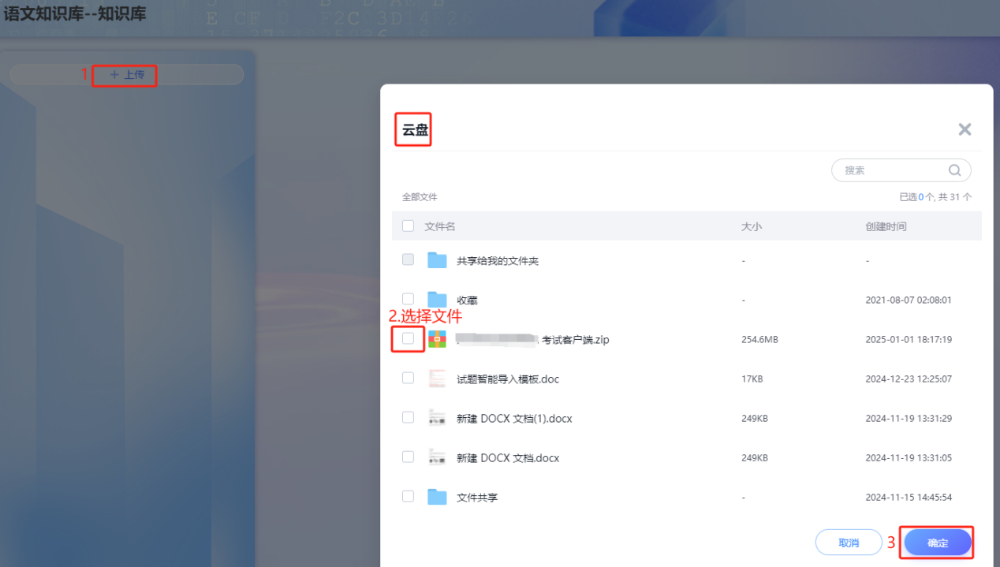 语文知识库--知识库
1 + 上传
云盘
搜索
全部文件
已选0个, 共 31 个
文件名 大小 创建时间
共享给我的文件夹 - -
收藏 - 2021-08-07 02:08:01
2.选择文件
考试客户端.zip 254.6MB 2025-01-01 18:17:19
试题智能导入模板.doc 17KB 2024-12-23 12:25:07
新建 DOCX 文档(1).docx 249KB 2024-11-19 13:31:29
新建 DOCX 文档.docx 249KB 2024-11-19 13:31:05
文件共享 - 2024-11-15 14:45:54
取消 3 确定